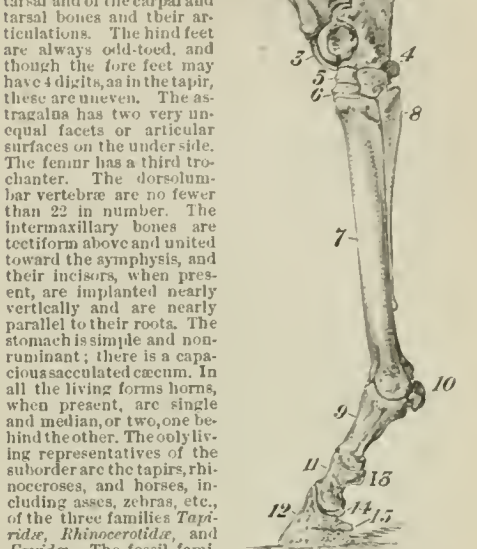 tarsal and of the carpal and
tarsal bones and their ar-
ticulations. The hind feet
are always odd-toed, and
though the fore feet may
have 4 digits, as in the tapir,
these are uneven. The as-
tragalus has two very un-
equal facets or articular
surfaces on the under side.
The femur has a third tro-
chanter. The dorsolum-
bar vertebræ are no fewer
than 22 in number. The
intermaxillary bones are
tectiform above and united
toward the symphysis, and
their incisors, when pres-
ent, are implanted nearly
vertically and are nearly
parallel to their roots. The
stomach is simple and non-
ruminant; there is a capa-
cious sacculated cæcum. In
all the living forms horns,
when present, are single
and median, or two, one be-
hind the other. The only liv-
ing representatives of the
suborder are the tapirs, rhi-
noceroses, and horses, in-
cluding asses, zebras, etc.,
of the three families Tapi-
ridæ, Rhinocerotidæ, and
The fossil fami-
3
4
5
6
8
7
10
9
11
13
12
14
15